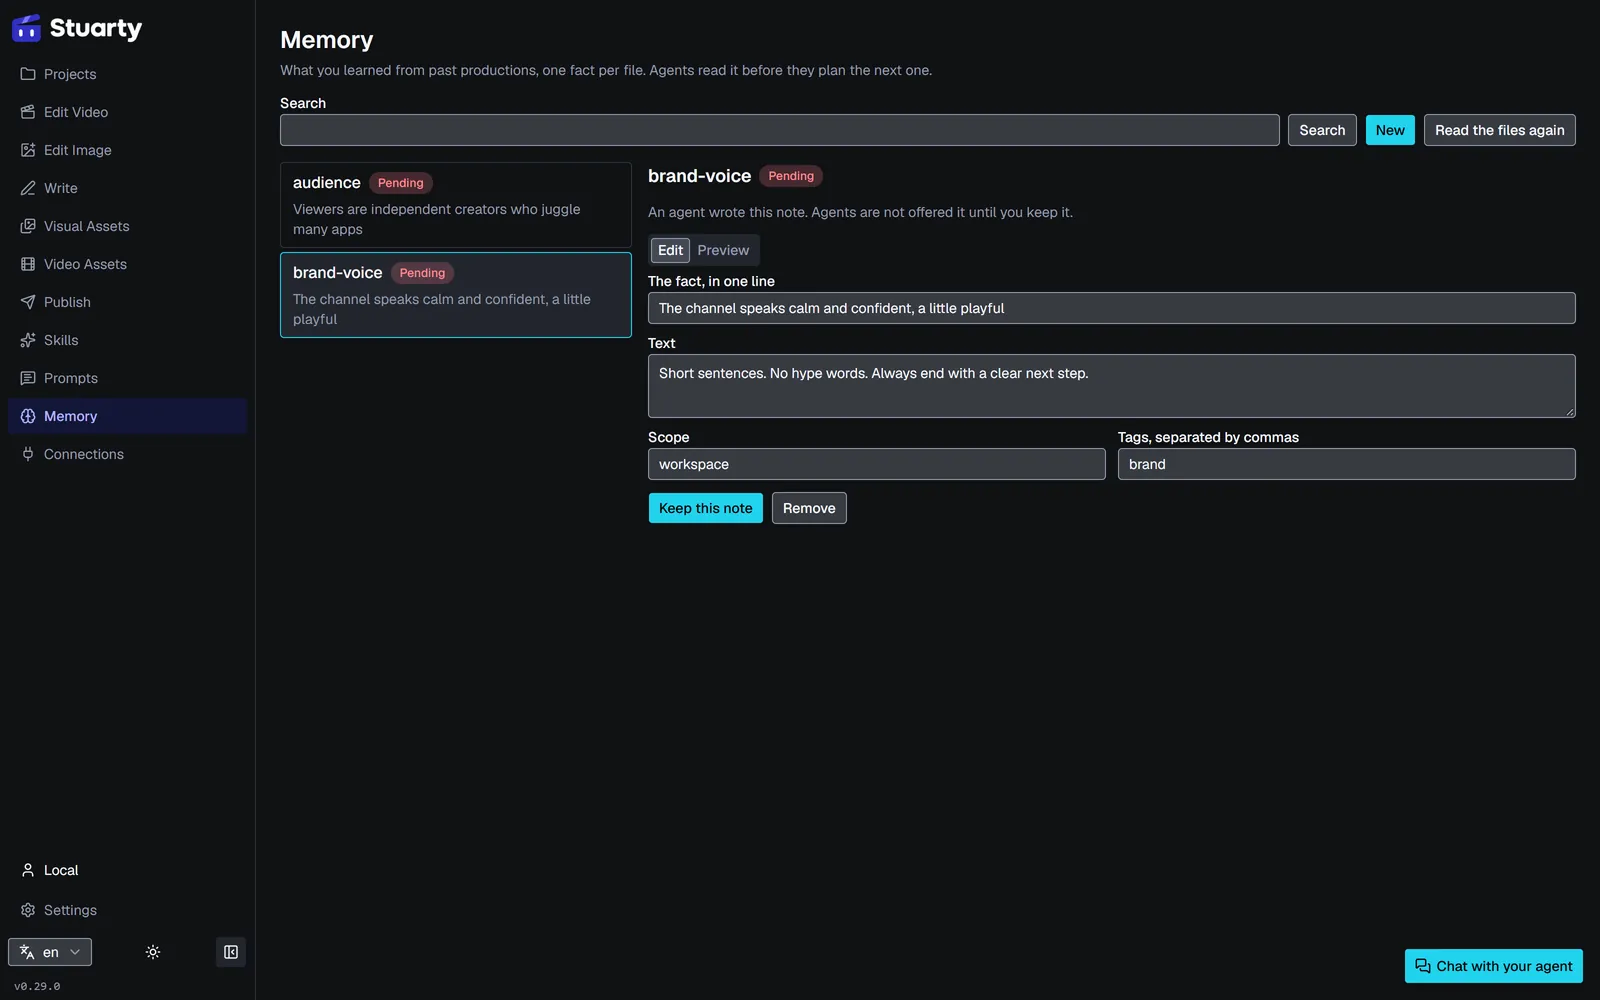 Stuarty
Projects
Edit Video
Edit Image
Write
Visual Assets
Video Assets
Publish
Skills
Prompts
Memory
Connections
Local
Settings
en
v0.29.0
Memory
What you learned from past productions, one fact per file. Agents read it before they plan the next one.
Search
Search
New
Read the files again
audience
Pending
Viewers are independent creators who juggle
many apps
brand-voice
Pending
The channel speaks calm and confident, a little
playful
brand-voice
Pending
An agent wrote this note. Agents are not offered it until you keep it.
Edit
Preview
The fact, in one line
The channel speaks calm and confident, a little playful
Text
Short sentences. No hype words. Always end with a clear next step.
Scope
workspace
Tags, separated by commas
brand
Keep this note
Remove
Chat with your agent